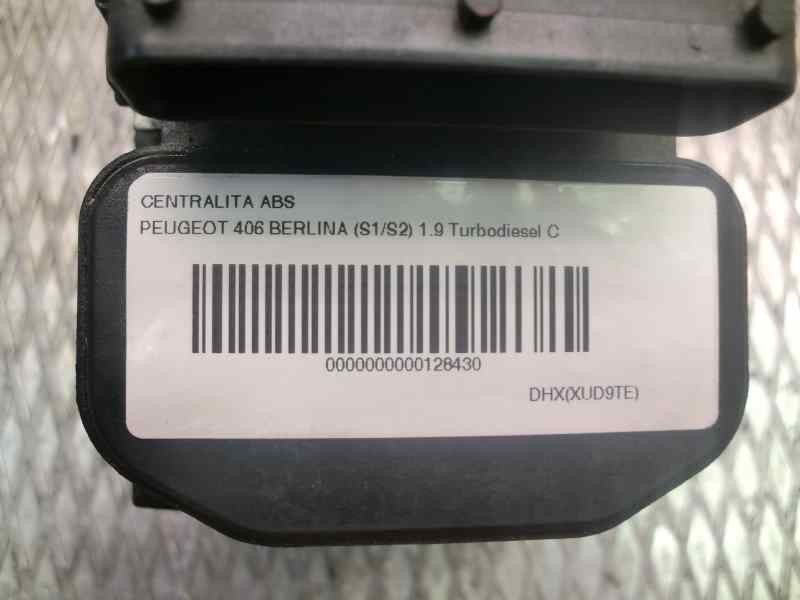 CENTRALITA ABS
PEUGEOT 406 BERLINA (S1/S2) 1.9 Turbodiesel C
0000000000128430
DHX(XUD9TE)